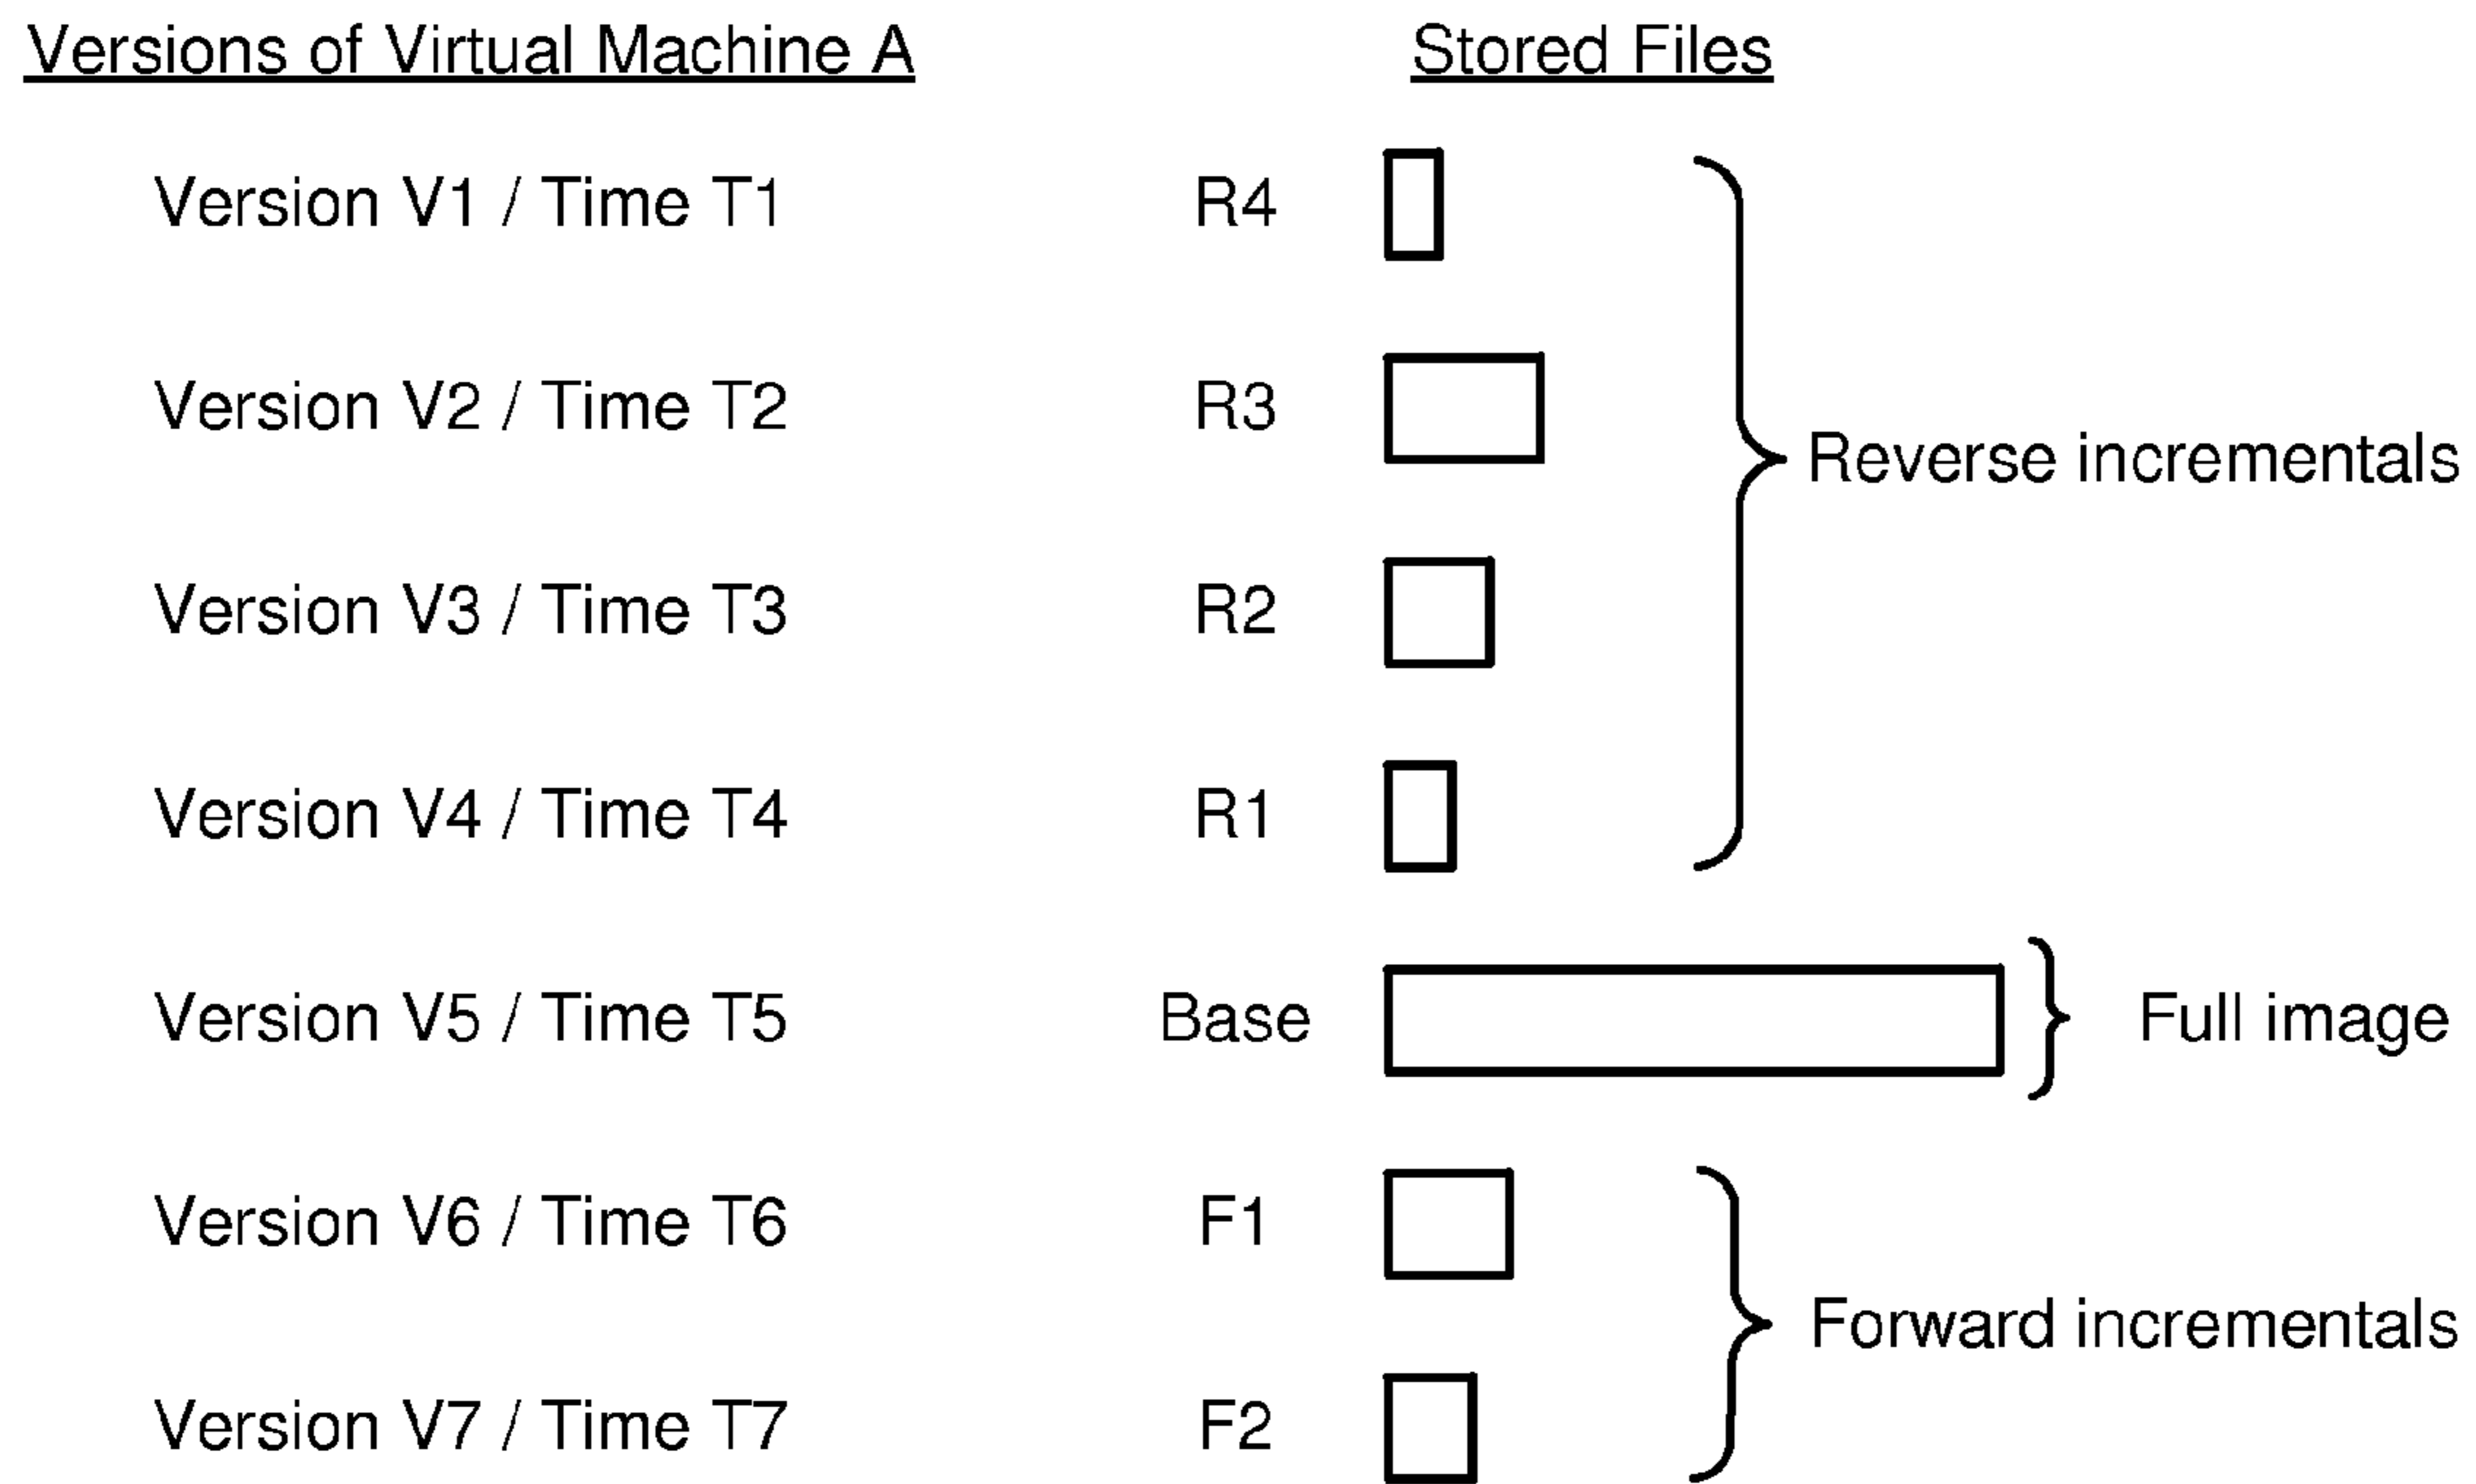 Versions of Virtual Machine A Stored Files
Version V1 / Time T1 R4
Version V2 / Time T2 R3
Reverse incrementals
Version V3 / Time T3 R2
Version V4 / Time T4 R1
Version V5 / Time T5 Base Full image
Version V6 / Time T6 F1
Forward incrementals
Version V7 / Time T7 F2